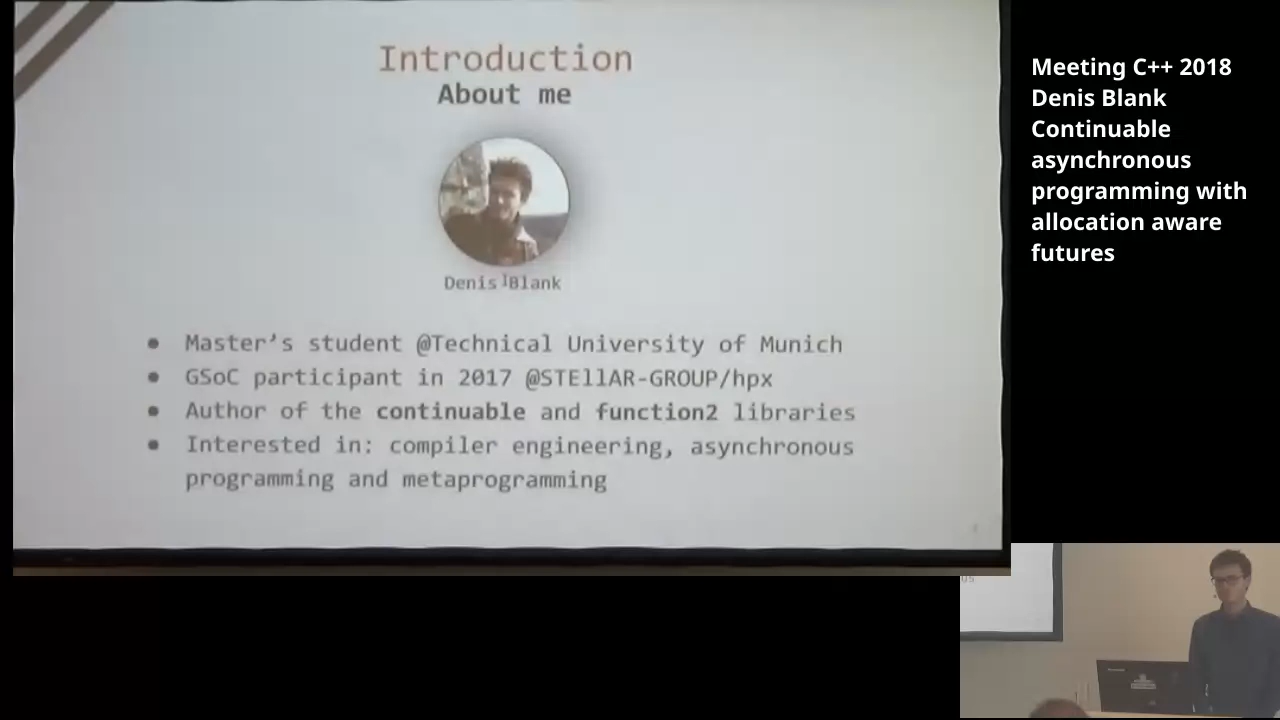 Introduction
About me
Denis Blank
● Master's student @Technical University of Munich
● GSoC participant in 2017 @STEllAR-GROUP/hpx
● Author of the continuable and function2 libraries
● Interested in: compiler engineering, asynchronous
programming and metaprogramming
Meeting C++ 2018
Denis Blank
Continuable
asynchronous
programming with
allocation aware
futures